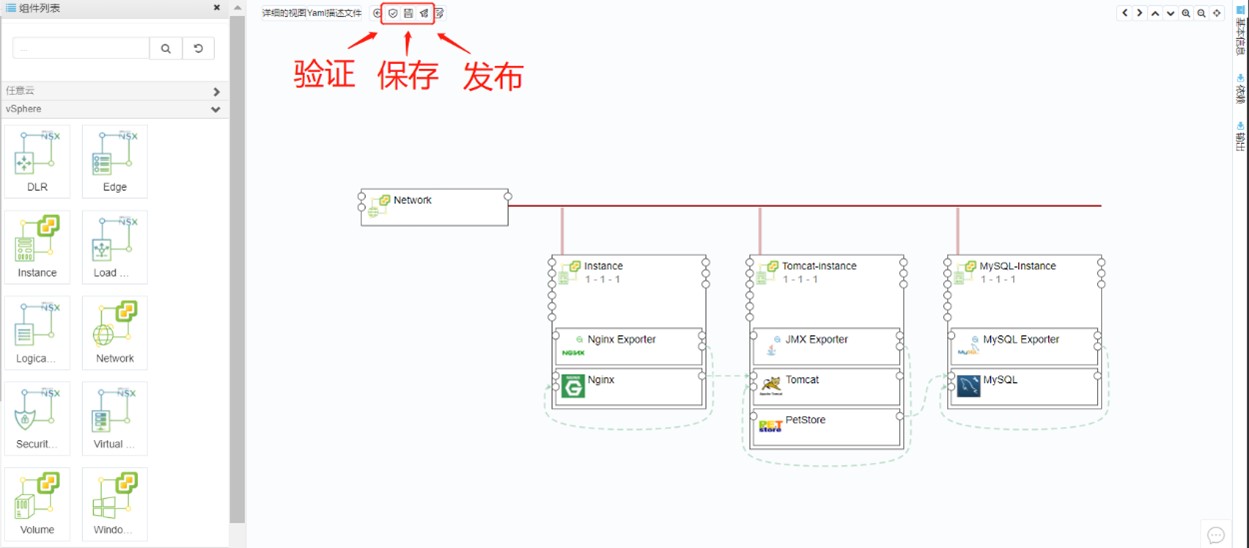 组件列表
详细的视图Yaml描述文件
验证 保存 发布
任意云
vSphere
NSX
NSX
DLR
Edge
NSX
Instance
Load ...
NSX
Logica...
Network
NSX
NSX
Securit...
Virtual ...
Volume
Windo...
Network
Instance
1 - 1 - 1
Nginx Exporter
NGINX
Nginx
Tomcat-instance
1 - 1 - 1
JMX Exporter
Tomcat
PetStore
PET
store
MySQL-Instance
1 - 1 - 1
MySQL Exporter
MySQL
MySQL
基本信息
依赖
输出